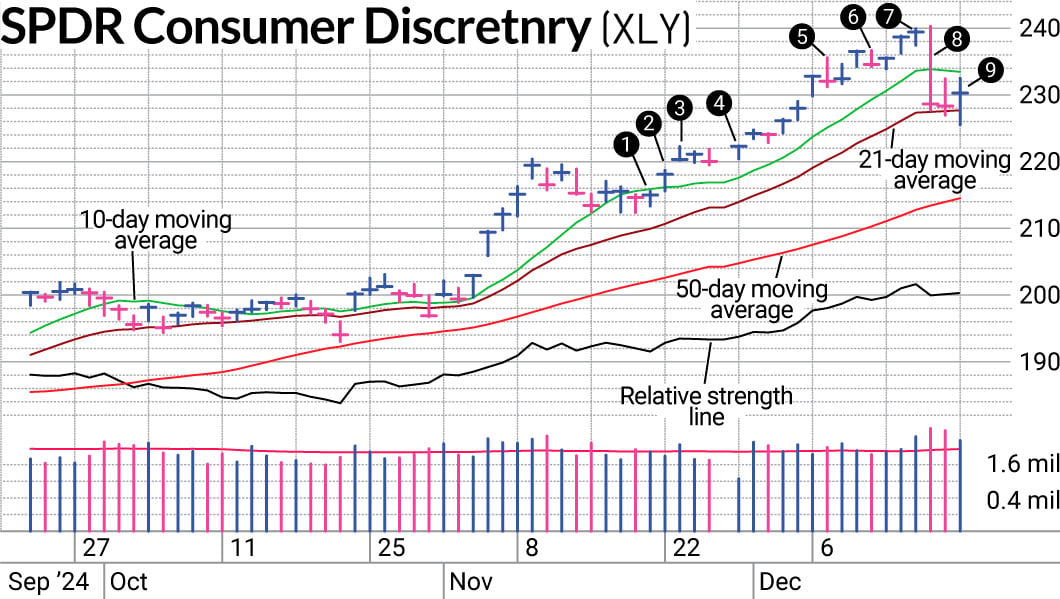 SPDR Consumer Discretnry (XLY)
240
230
220
210
200
190
1
2
3
4
5
6
7
8
9
10-day moving
average
21-day moving
average
50-day moving
average
Relative strength
line
1.6 mil
0.4 mil
27
11
25
8
22
6
Sep ’24
Oct
Nov
Dec